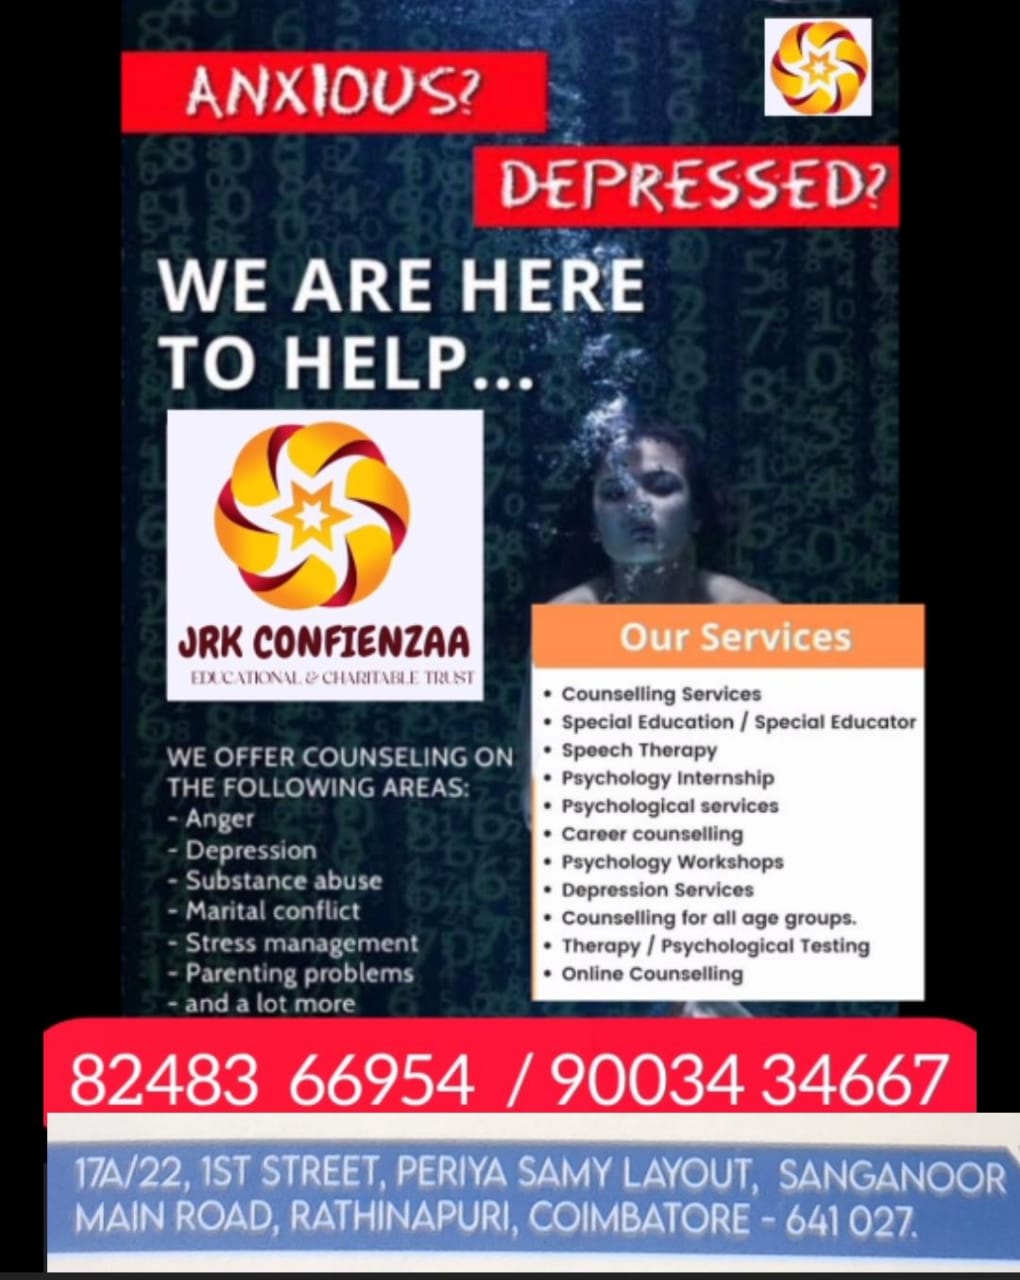 ANXIOUS?
DEPRESSED?
WE ARE HERE
TO HELP...
JRK CONFIENZAA
EDUCATIONAL & CHARITABLE TRUST
WE OFFER COUNSELING ON
THE FOLLOWING AREAS:
- Anger
- Depression
- Substance abuse
- Marital conflict
- Stress management
- Parenting problems
- and a lot more
Our Services
• Counselling Services
• Special Education / Special Educator
• Speech Therapy
• Psychology Internship
• Psychological services
• Career counselling
• Psychology Workshops
• Depression Services
• Counselling for all age groups.
• Therapy / Psychological Testing
• Online Counselling
82483 66954 / 90034 34667
17A/22, 1ST STREET, PERIYA SAMY LAYOUT, SANGANOOR
MAIN ROAD, RATHINAPURI, COIMBATORE - 641 027.